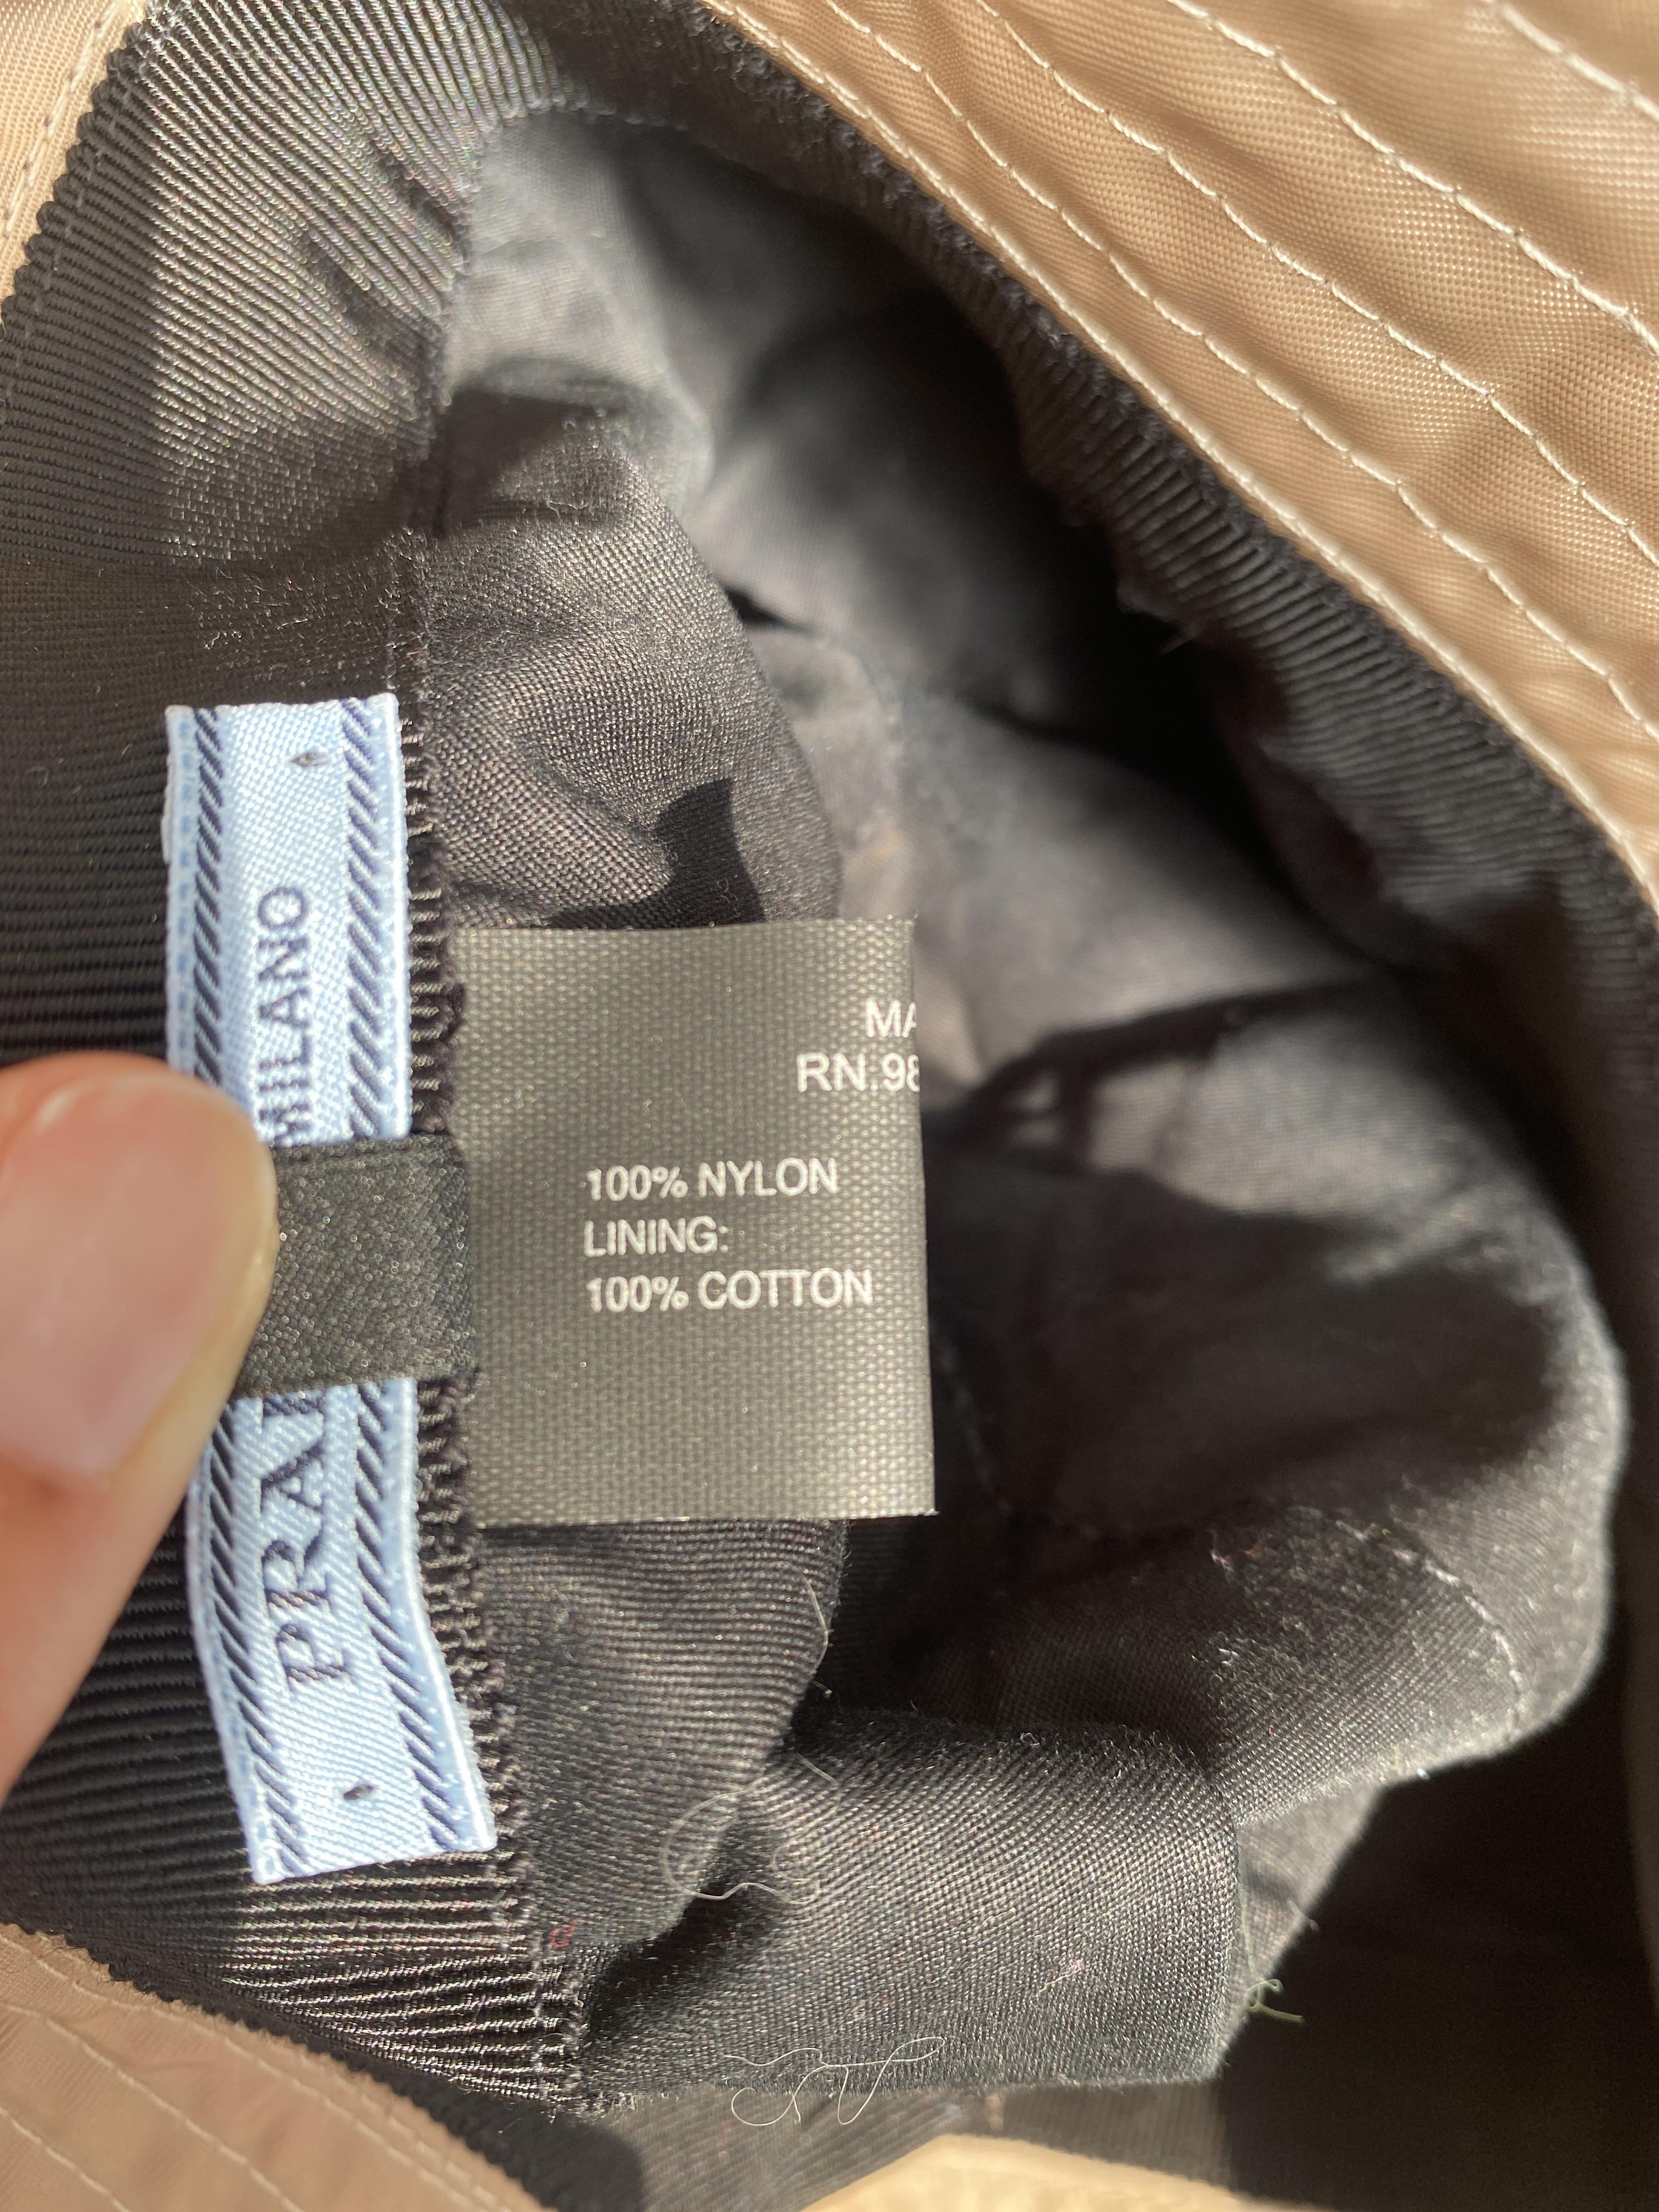 PRA
MILANO
MA
RN.98
100% NYLON
LINING:
100% COTTON